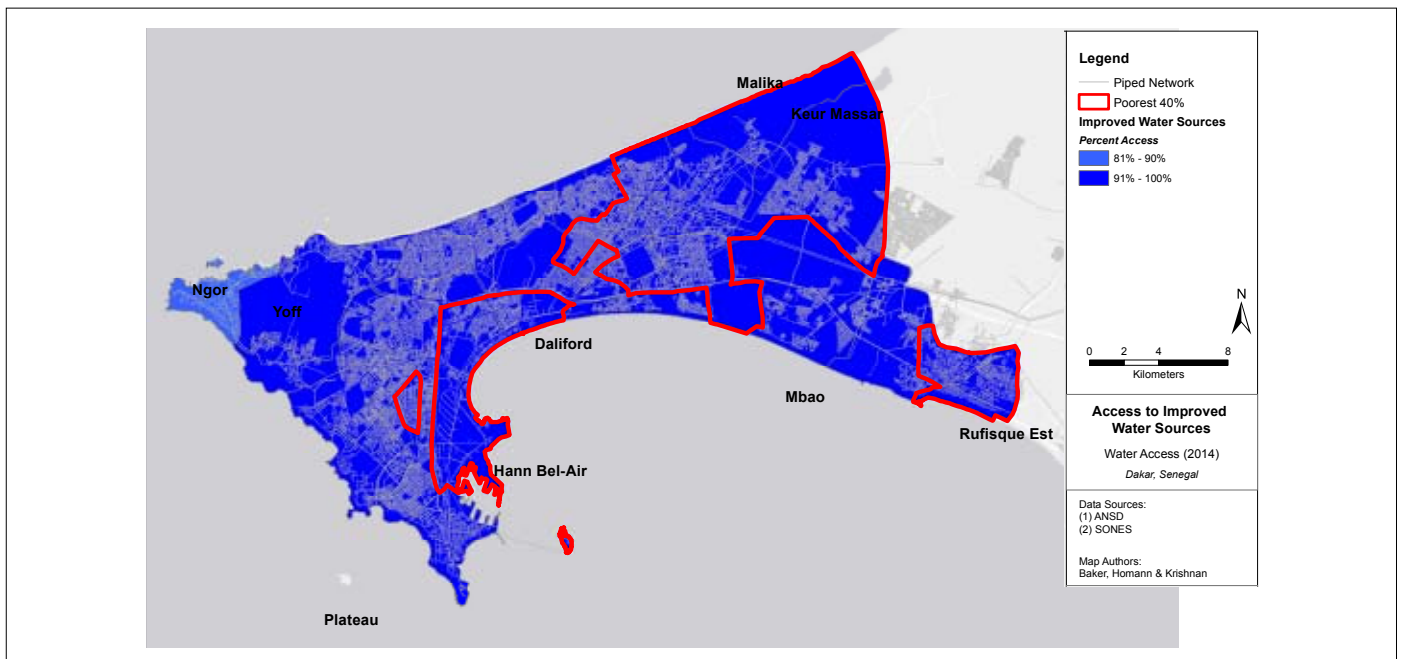 Malika
Keur Massar
Ngor
Yoff
Daliford
Mbao
Rufisque Est
Hann Bel-Air
Plateau
Legend
Piped Network
Poorest 40%
Improved Water Sources
Percent Access
81% - 90%
91% - 100%
N
0 2 4 8
Kilometers
Access to Improved
Water Sources
Water Access (2014)
Dakar, Senegal
Data Sources:
(1) ANSD
(2) SONES
Map Authors:
Baker, Homann & Krishnan